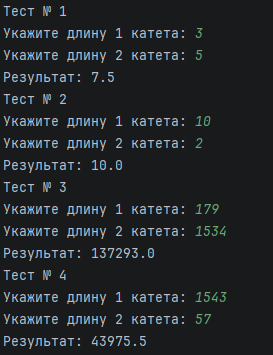 Тест № 1
Укажите длину 1 катета: 3
Укажите длину 2 катета: 5
Результат: 7.5
Тест № 2
Укажите длину 1 катета: 10
Укажите длину 2 катета: 2
Результат: 10.0
Тест № 3
Укажите длину 1 катета: 179
Укажите длину 2 катета: 1534
Результат: 137293.0
Тест № 4
Укажите длину 1 катета: 1543
Укажите длину 2 катета: 57
Результат: 43975.5